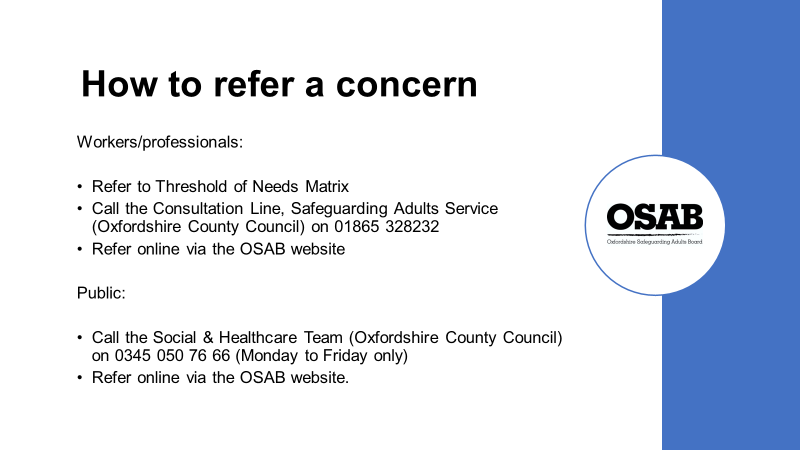 How to refer a concern
Workers/professionals:
• Refer to Threshold of Needs Matrix
• Call the Consultation Line, Safeguarding Adults Service
(Oxfordshire County Council) on 01865 328232
• Refer online via the OSAB website
OSAB
Oxfordshire Safeguarding Adults Board
Public:
• Call the Social & Healthcare Team (Oxfordshire County Council)
on 0345 050 76 66 (Monday to Friday only)
• Refer online via the OSAB website.